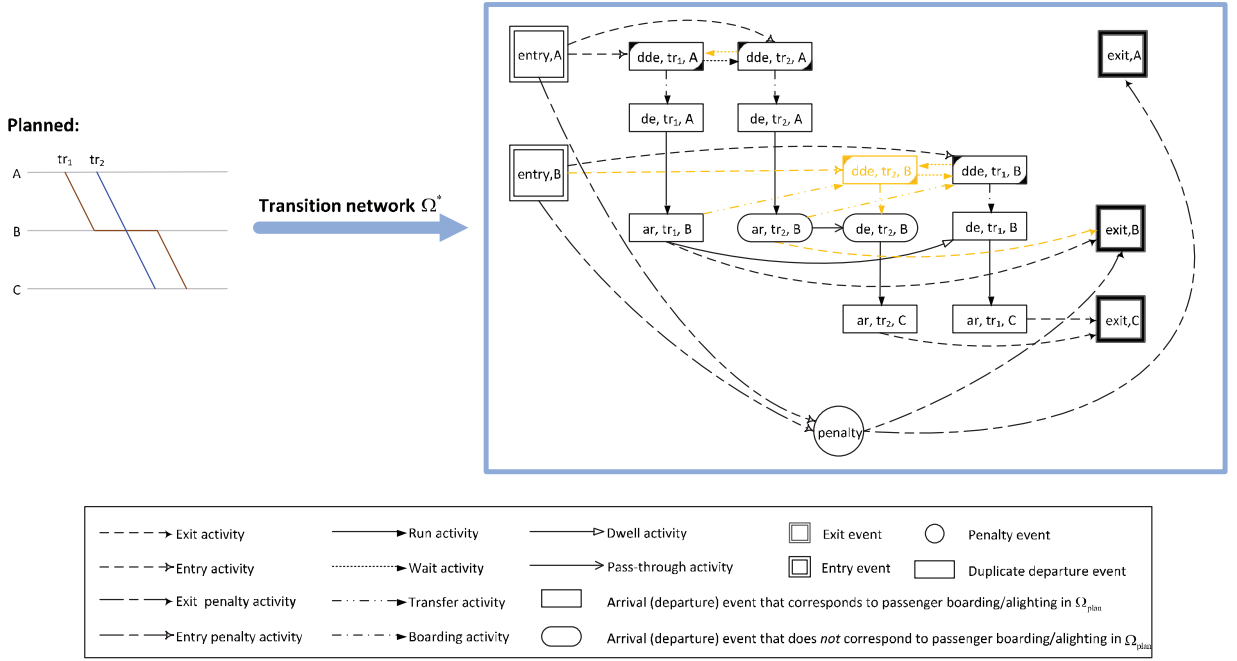 Planned:
tr₁ tr₂
A
B
C
Transition network Ω*
entry,A
dde, tr₁, A
dde, tr₂, A
exit,A
de, tr₁, A
de, tr₂, A
entry,B
dde, tr₂, B
dde, tr₁, B
ar, tr₁, B
ar, tr₂, B
de, tr₂, B
de, tr₁, B
exit,B
ar, tr₂, C
ar, tr₁, C
exit,C
penalty
Exit activity
Run activity
Dwell activity
Exit event
Penalty event
Entry activity
Wait activity
Pass-through activity
Entry event
Duplicate departure event
Exit penalty activity
Transfer activity
Arrival (departure) event that corresponds to passenger boarding/alighting in Ωplan
Entry penalty activity
Boarding activity
Arrival (departure) event that does not correspond to passenger boarding/alighting in Ωplan